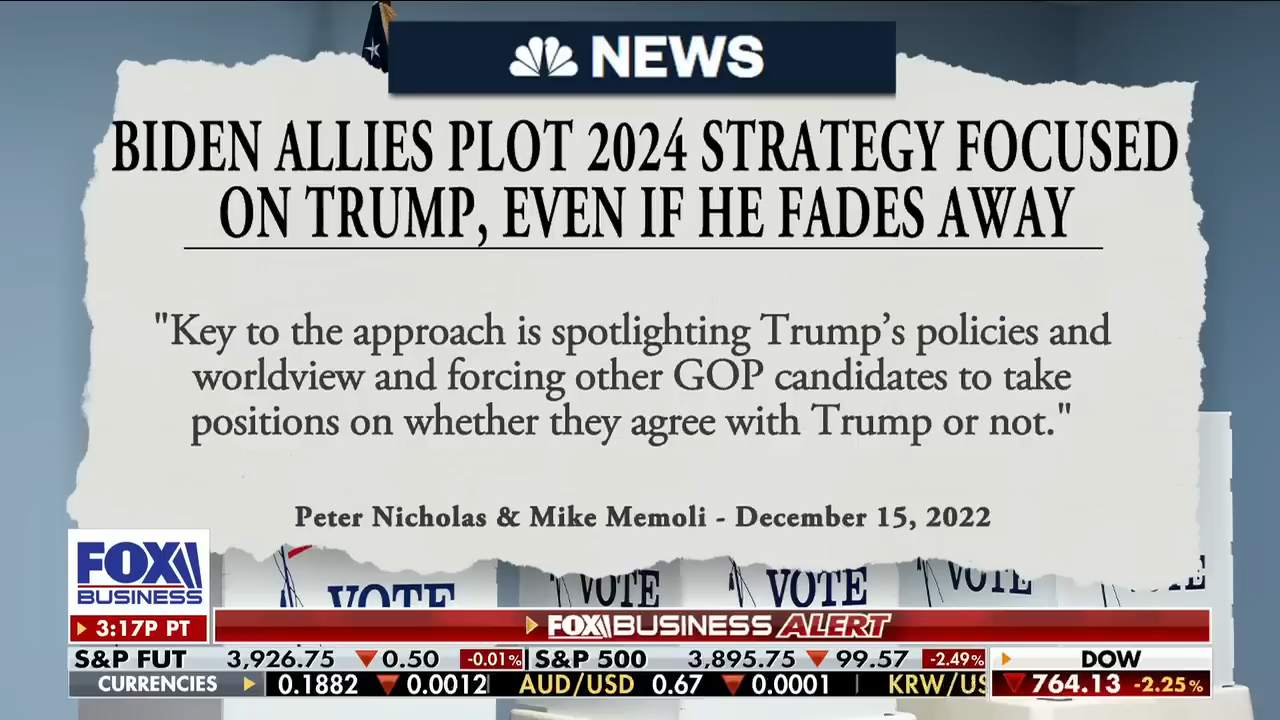 NEWS
BIDEN ALLIES PLOT 2024 STRATEGY FOCUSED
ON TRUMP, EVEN IF HE FADES AWAY
"Key to the approach is spotlighting Trump’s policies and
worldview and forcing other GOP candidates to take
positions on whether they agree with Trump or not."
Peter Nicholas & Mike Memoli - December 15, 2022
VOTE VOTE VOTE VOTE TE
FOX
BUSINESS
3:17P PT
FOX BUSINESS ALERT
S&P FUT 3,926.75 0.50 -0.01% S&P 500 3,895.75 99.57 -2.49% DOW
CURRENCIES 0.1882 0.0012 AUD/USD 0.67 0.0001 KRW/US 764.13 -2.25%